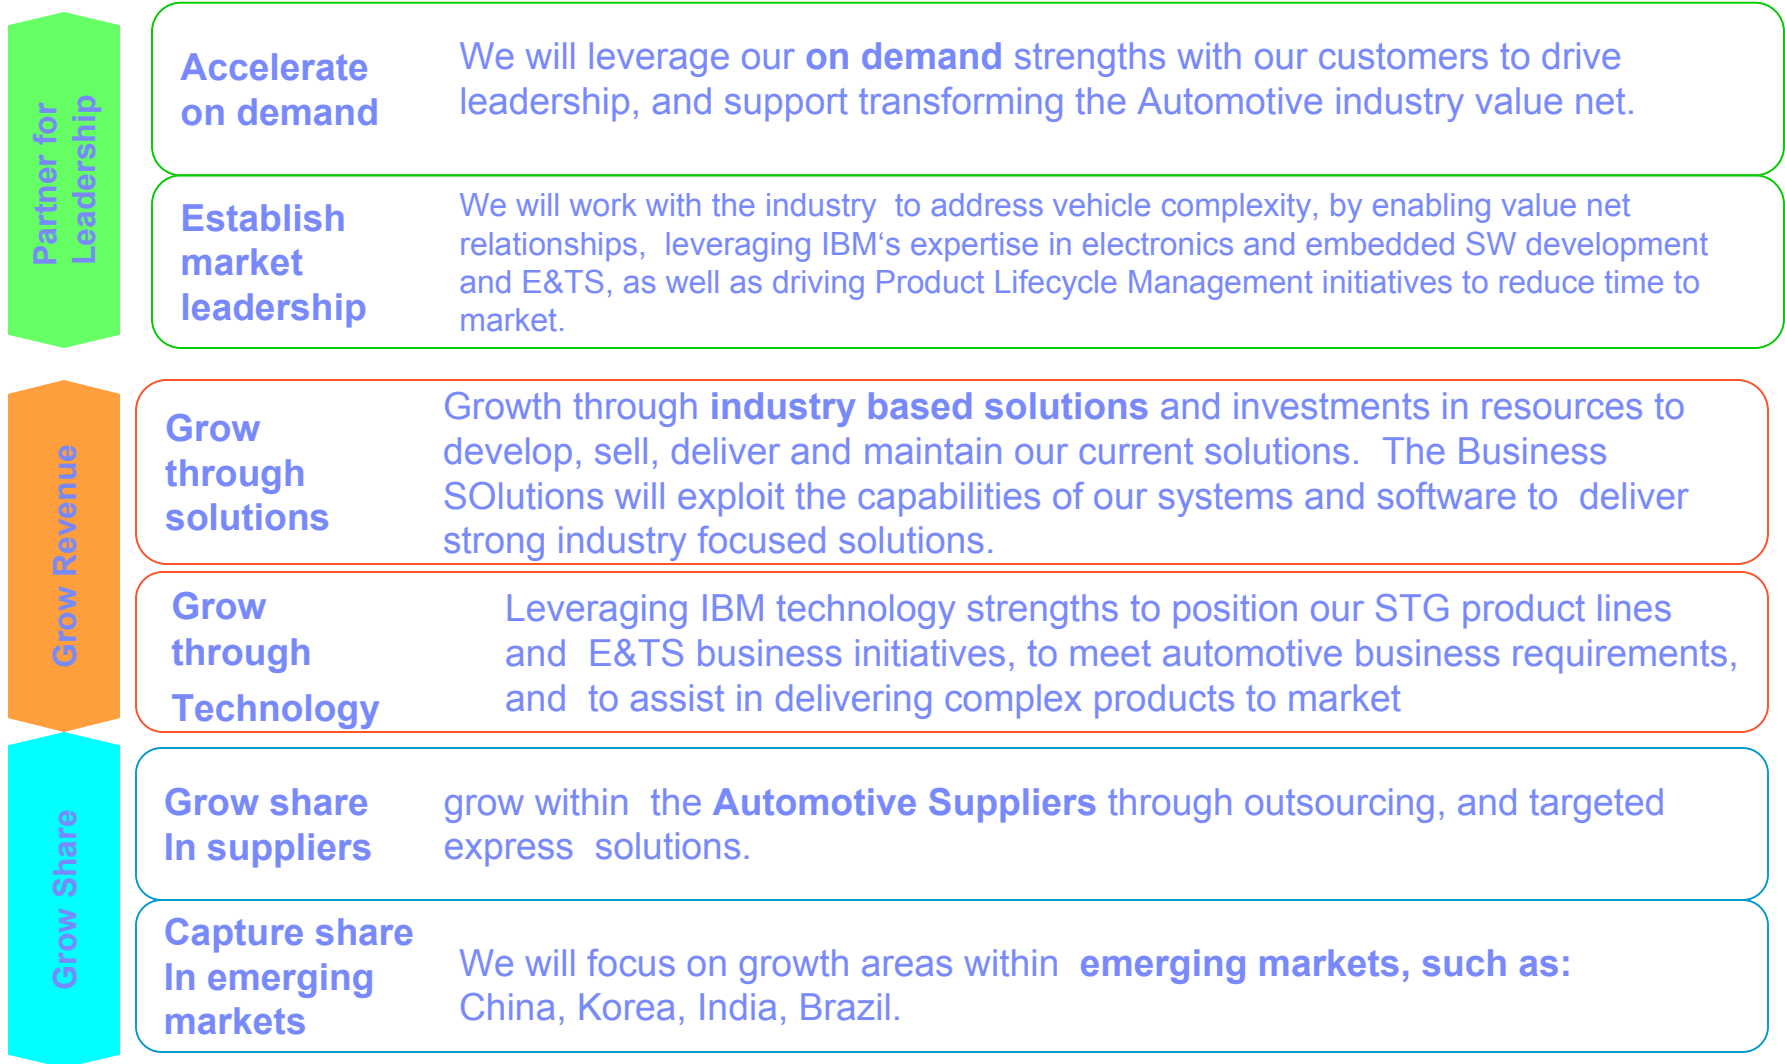 Partner for
Leadership
Accelerate
on demand
We will leverage our on demand strengths with our customers to drive
leadership, and support transforming the Automotive industry value net.
Establish
market
leadership
We will work with the industry  to address vehicle complexity, by enabling value net
relationships,  leveraging IBM‘s expertise in electronics and embedded SW development
and E&TS, as well as driving Product Lifecycle Management initiatives to reduce time to
market.
Grow Revenue
Grow
through
solutions
Growth through industry based solutions and investments in resources to
develop, sell, deliver and maintain our current solutions.  The Business
SOlutions will exploit the capabilities of our systems and software to  deliver
strong industry focused solutions.
Grow
through
Technology
Leveraging IBM technology strengths to position our STG product lines
and  E&TS business initiatives, to meet automotive business requirements,
and  to assist in delivering complex products to market
Grow Share
Grow share
In suppliers
grow within  the Automotive Suppliers through outsourcing, and targeted
express  solutions.
Capture share
In emerging
markets
We will focus on growth areas within  emerging markets, such as:
China, Korea, India, Brazil.